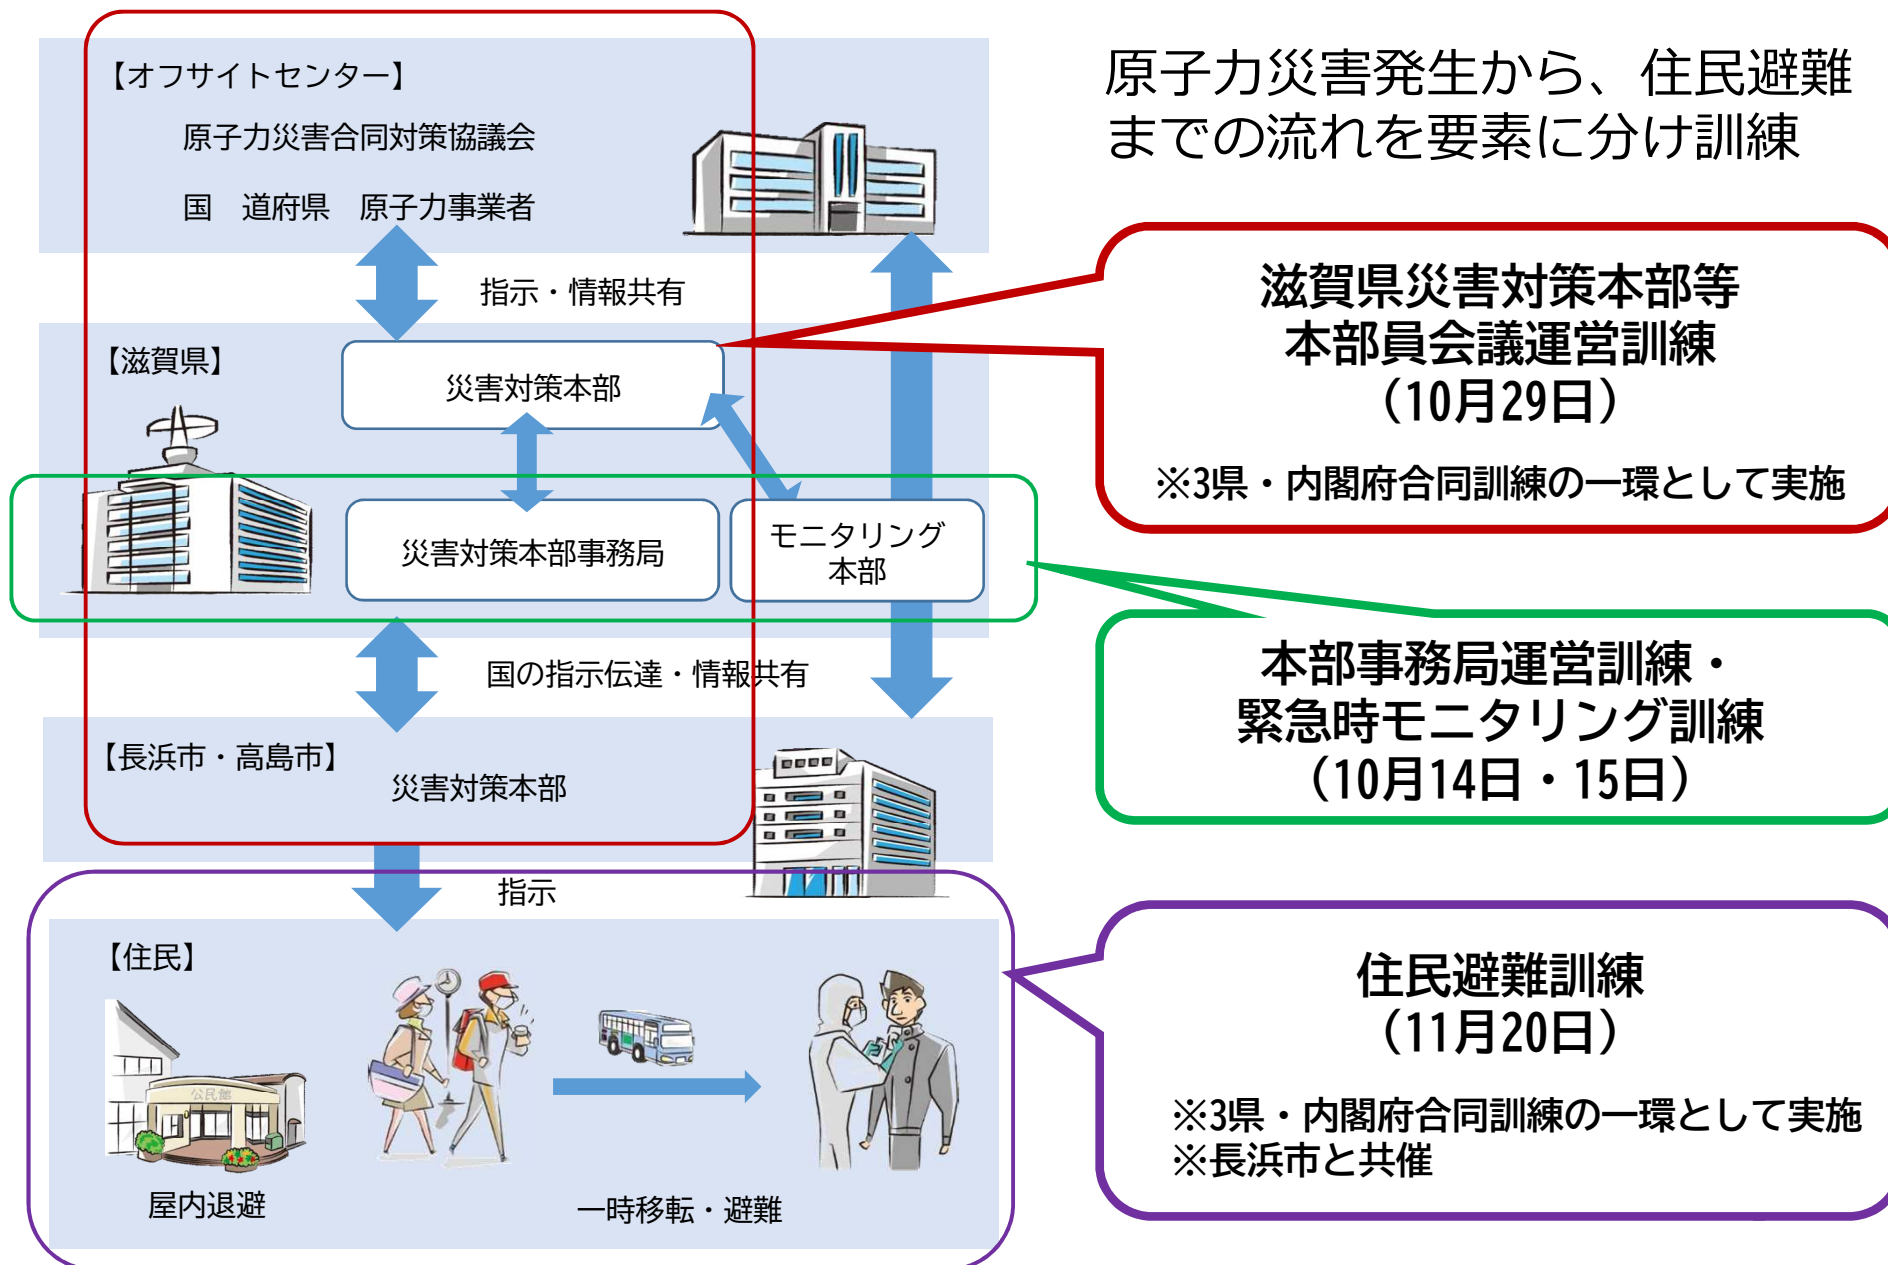 原子力災害発生から、住民避難
までの流れを要素に分け訓練
【オフサイトセンター】
原子力災害合同対策協議会
国　道府県　原子力事業者
指示・情報共有
【滋賀県】
災害対策本部
災害対策本部事務局
モニタリング
本部
国の指示伝達・情報共有
【長浜市・高島市】
災害対策本部
指示
【住民】
公民館
屋内退避
一時移転・避難
滋賀県災害対策本部等
本部員会議運営訓練
（10月29日）
※3県・内閣府合同訓練の一環として実施
本部事務局運営訓練・
緊急時モニタリング訓練
（10月14日・15日）
住民避難訓練
（11月20日）
※3県・内閣府合同訓練の一環として実施
※長浜市と共催